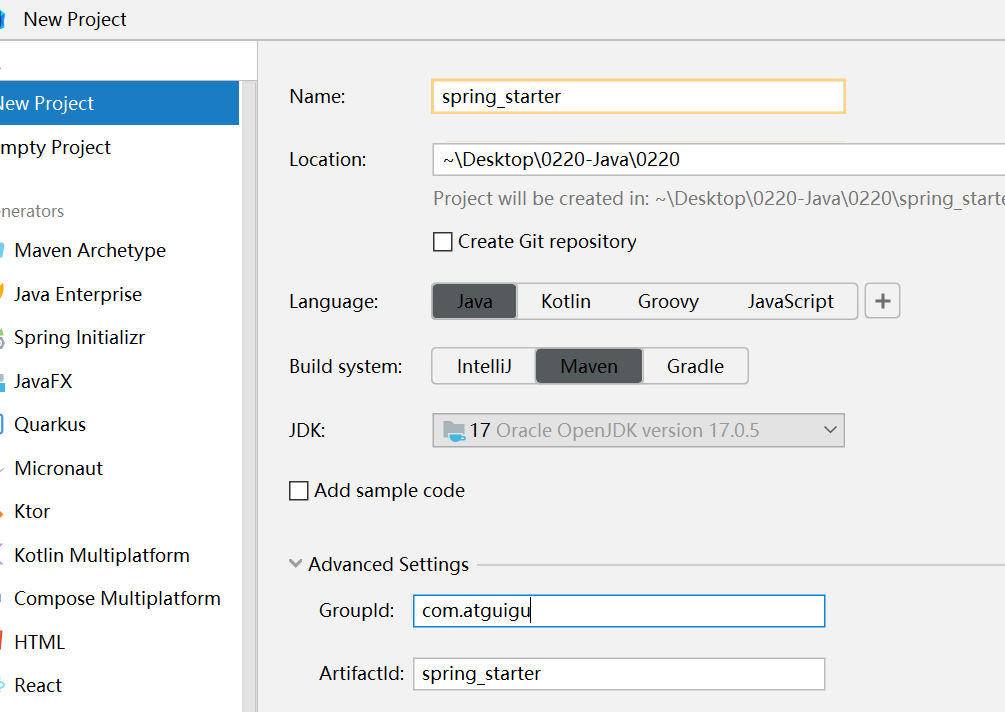 New Project
New Project
mpty Project
nerators
Maven Archetype
Java Enterprise
Spring Initializr
JavaFX
Quarkus
Micronaut
Ktor
Kotlin Multiplatform
Compose Multiplatform
HTML
React
Name: spring_starter
Location: ~\Desktop\0220-Java\0220
Project will be created in: ~\Desktop\0220-Java\0220\spring_starte
Create Git repository
Language: Java Kotlin Groovy JavaScript +
Build system: IntelliJ Maven Gradle
JDK: 17 Oracle OpenJDK version 17.0.5
Add sample code
Advanced Settings
GroupId: com.atguigu
ArtifactId: spring_starter